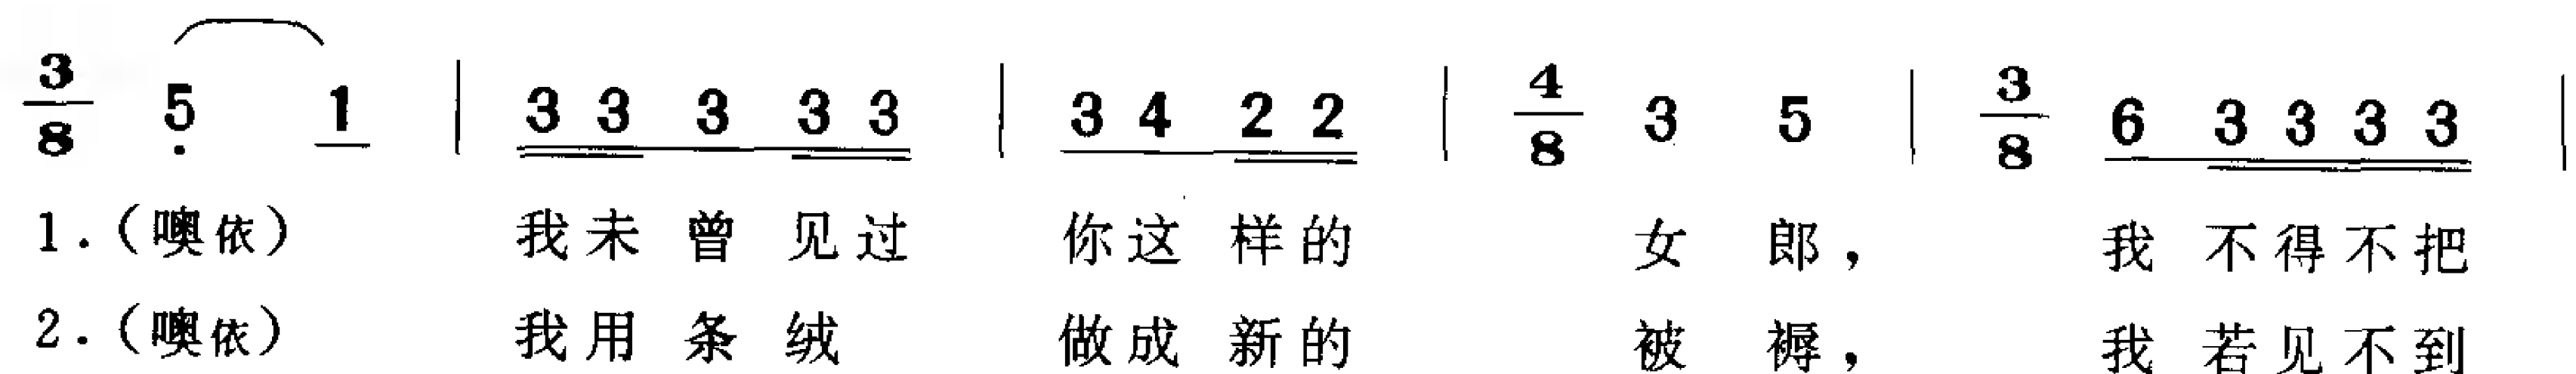 3/8 5 1 | 3 3 3 3 3 | 3 4 2 2 | 4/8 3 5 | 3/8 6 3 3 3 3 |
1.(噢依) 我未曾见过 你这样的 女郎, 我不得不把
2.(噢依) 我用条绒 做成新的 被褥, 我若见不到